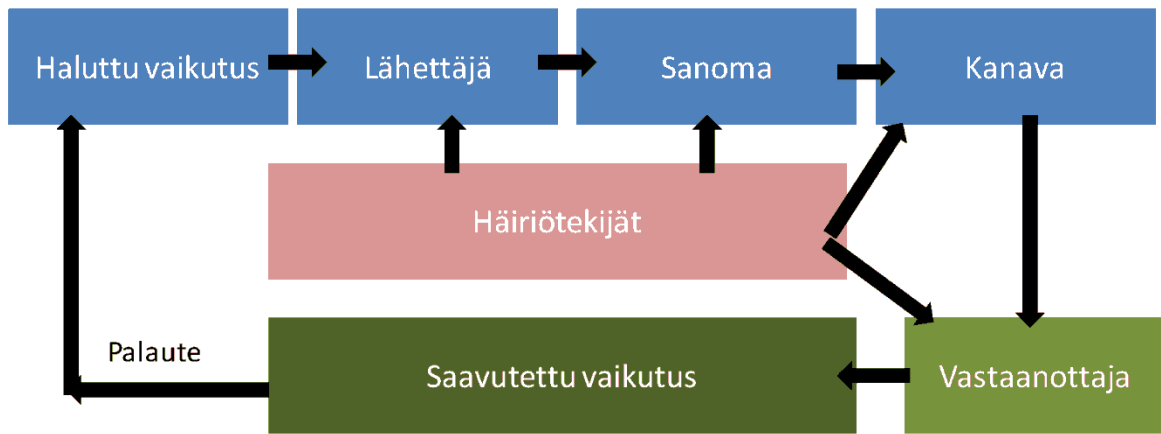 Haluttu vaikutus
Lähettäjä
Sanoma
Kanava
Häiriötekijät
Palaute
Saavutettu vaikutus
Vastaanottaja